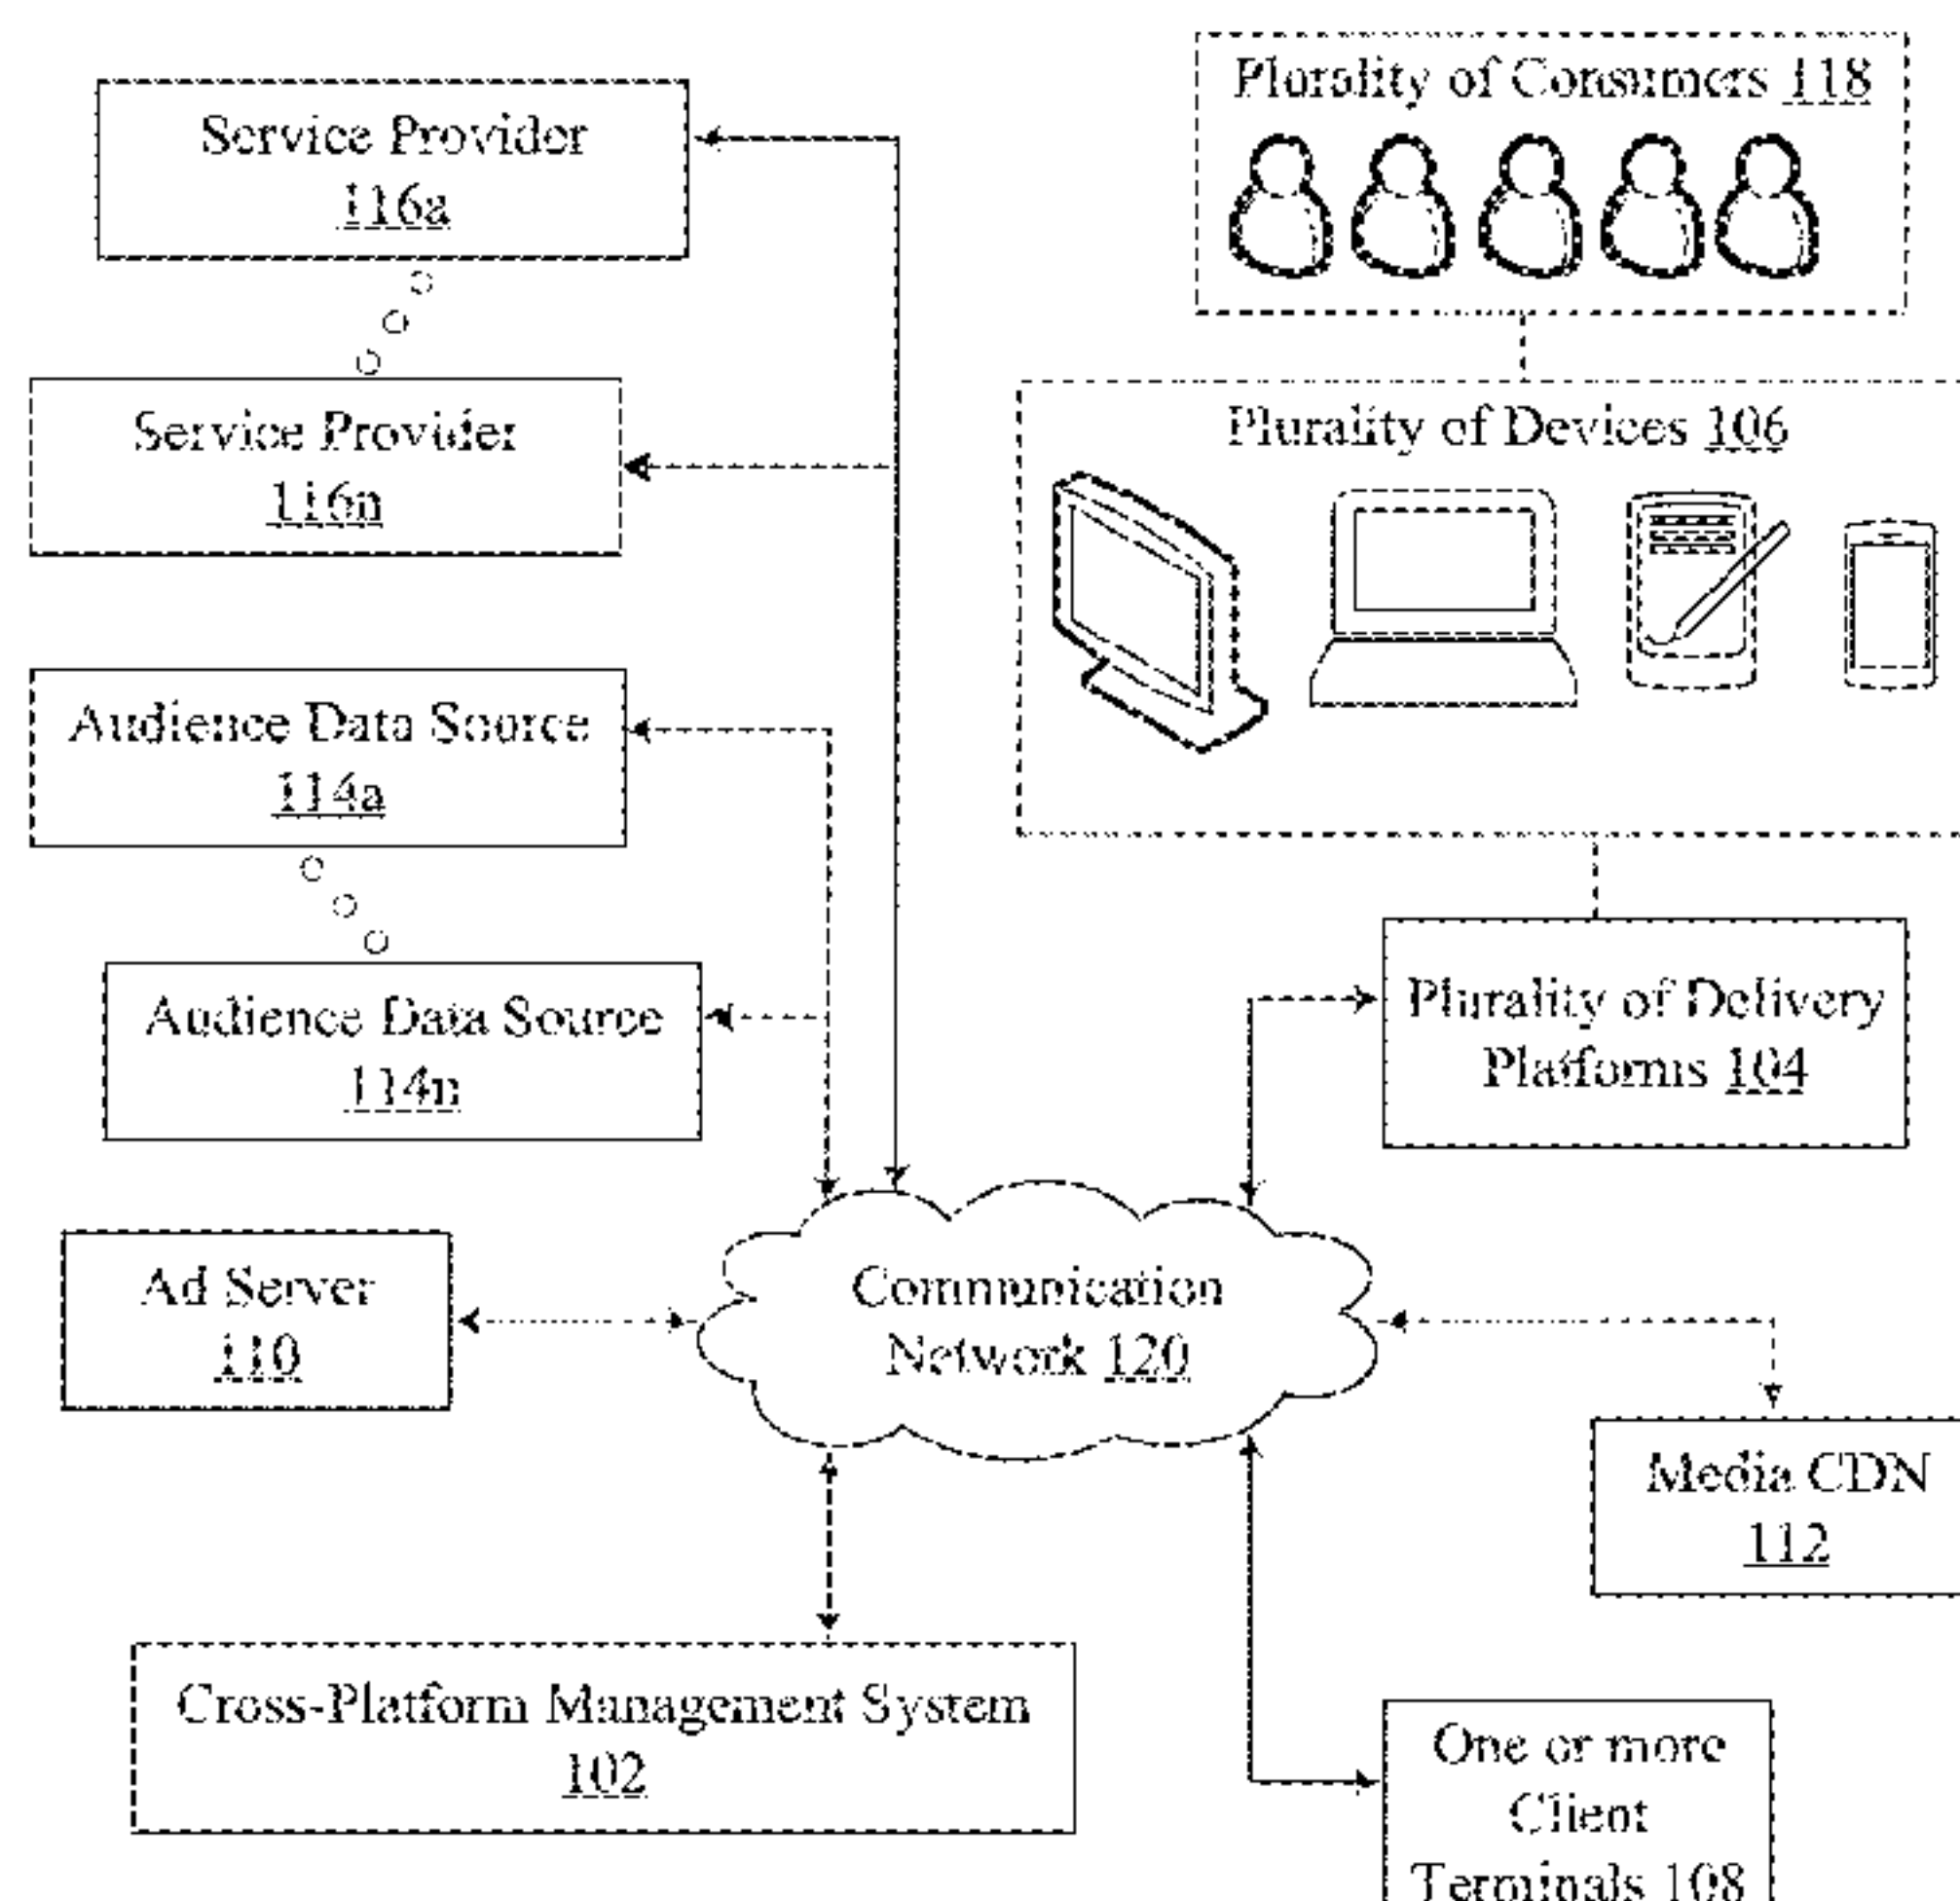 Service Provider
116a
Plurality of Consumers 118
Service Provider
116n
Plurality of Devices 106
Audience Data Source
114a
Audience Data Source
114n
Plurality of Delivery
Platforms 104
Ad Server
110
Communication
Network 120
Media CDN
112
Cross-Platform Management System
102
One or more
Client
Terminals 108